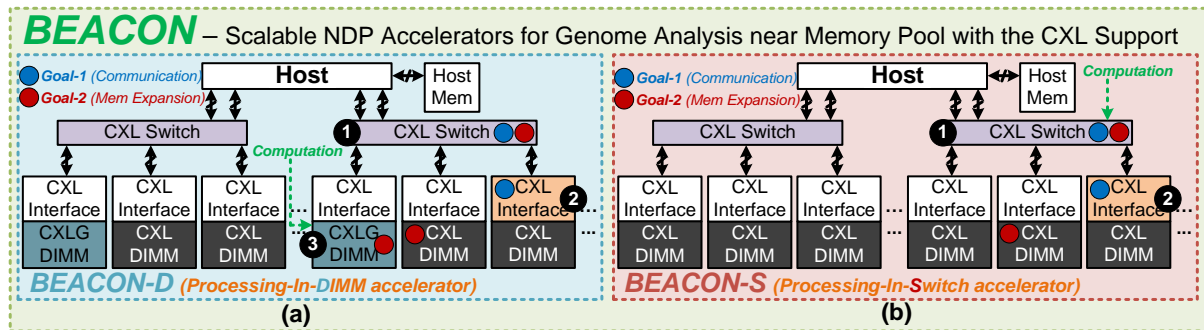 BEACON – Scalable NDP Accelerators for Genome Analysis near Memory Pool with the CXL Support
Goal-1 (Communication)
Goal-2 (Mem Expansion)
Host
Host
Mem
CXL Switch
1
CXL Switch
Computation
CXL
Interface
CXLG
DIMM
CXL
Interface
CXL
DIMM
CXL
Interface
CXL
DIMM
...
...
3
CXL
Interface
CXLG
DIMM
CXL
Interface
CXL
DIMM
CXL
Interface
2
CXL
DIMM
...
...
BEACON-D (Processing-In-DIMM accelerator)
(a)
Goal-1 (Communication)
Goal-2 (Mem Expansion)
Host
Host
Mem
Computation
CXL Switch
1
CXL Switch
CXL
Interface
CXL
DIMM
CXL
Interface
CXL
DIMM
CXL
Interface
CXL
DIMM
...
...
CXL
Interface
CXL
DIMM
CXL
Interface
CXL
DIMM
CXL
Interface
2
CXL
DIMM
...
...
BEACON-S (Processing-In-Switch accelerator)
(b)